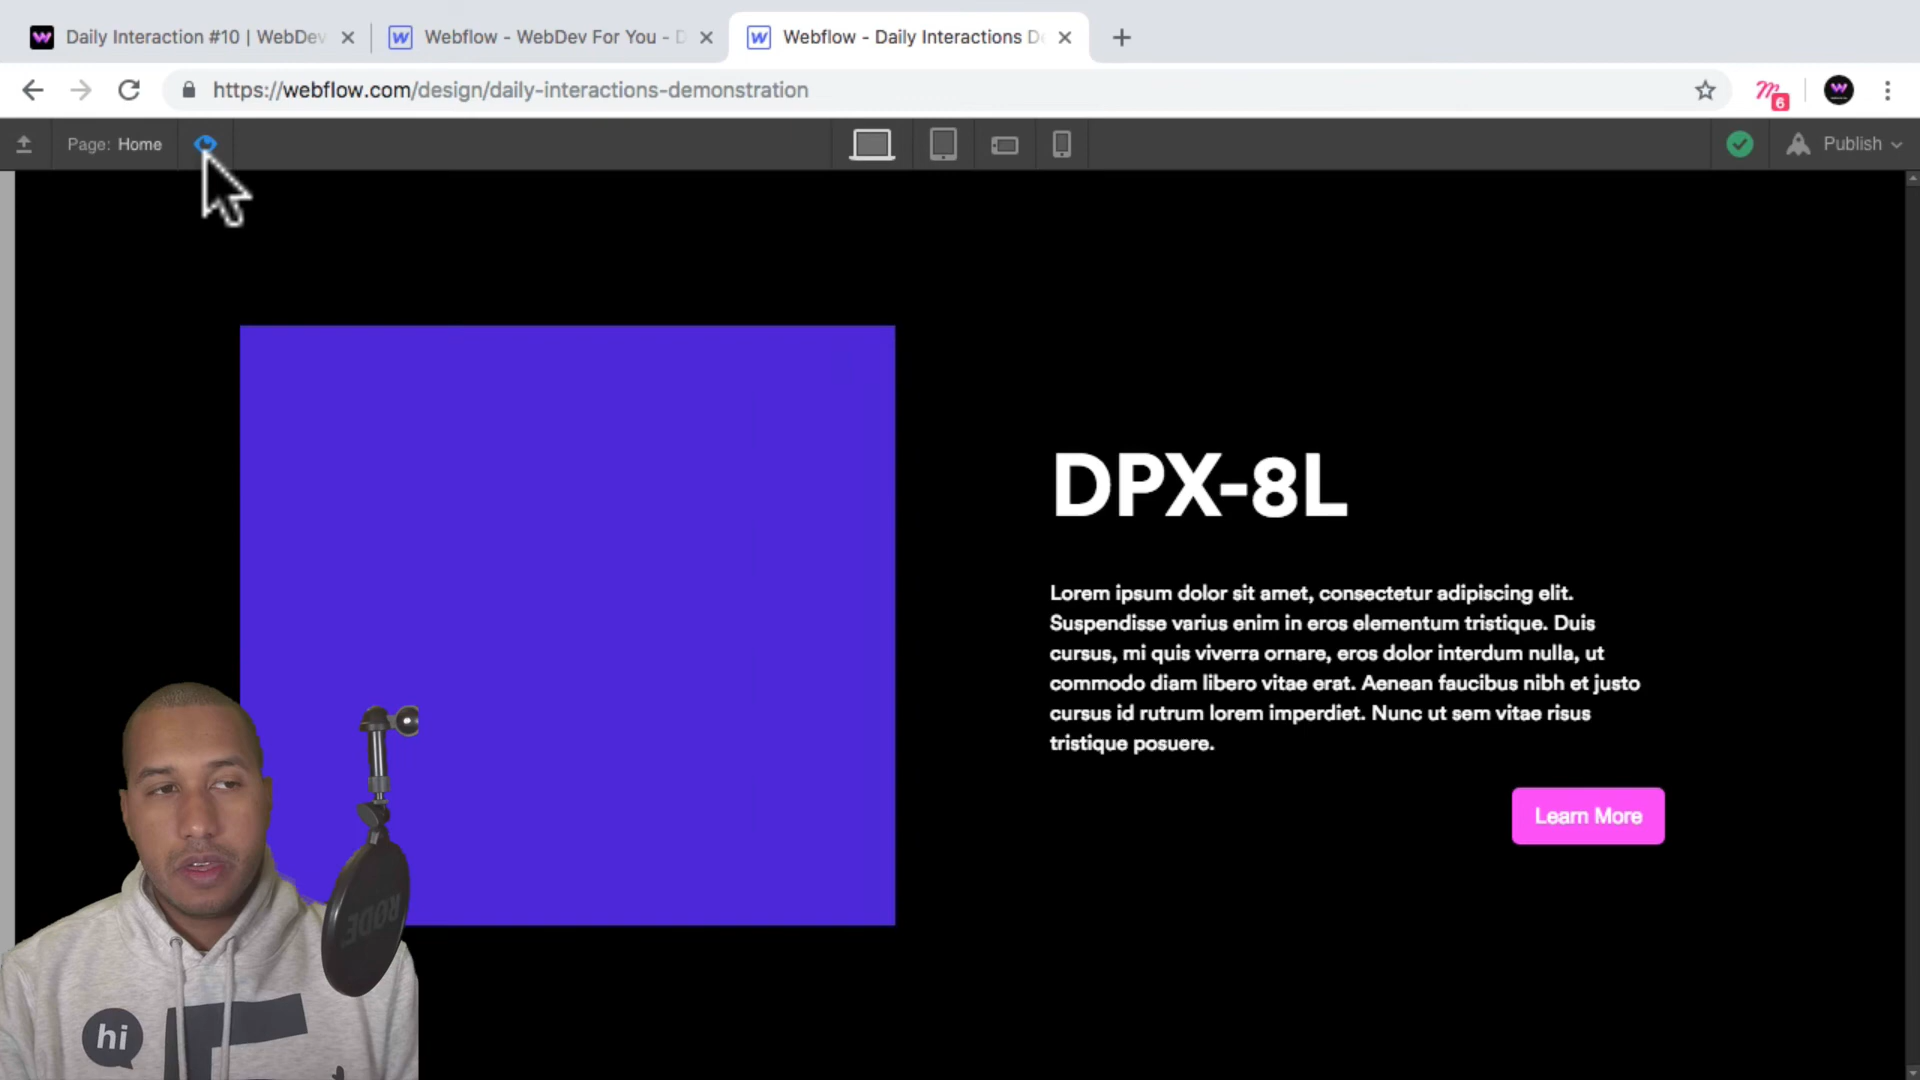 Daily Interaction #10 | WebDev
Webflow - WebDev For You - D
Webflow - Daily Interactions De
https://webflow.com/design/daily-interactions-demonstration
6
Page: Home
Publish
DPX-8L
Lorem ipsum dolor sit amet, consectetur adipiscing elit.
Suspendisse varius enim in eros elementum tristique. Duis
cursus, mi quis viverra ornare, eros dolor interdum nulla, ut
commodo diam libero vitae erat. Aenean faucibus nibh et justo
cursus id rutrum lorem imperdiet. Nunc ut sem vitae risus
tristique posuere.
Learn More
RODE
hi